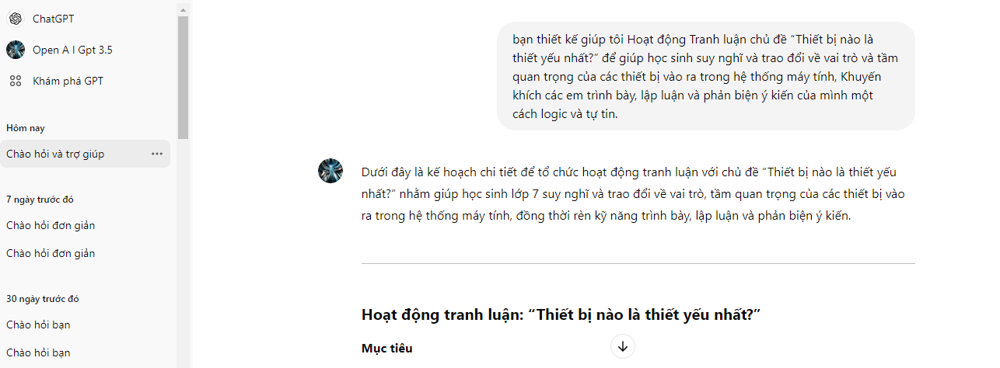 ChatGPT
Open A I Gpt 3.5
Khám phá GPT
Hôm nay
Chào hỏi và trợ giúp
7 ngày trước đó
Chào hỏi đơn giản
Chào hỏi đơn giản
30 ngày trước đó
Chào hỏi bạn
Chào hỏi bạn
bạn thiết kế giúp tôi Hoạt động Tranh luận chủ đề “Thiết bị nào là
thiết yếu nhất?” để giúp học sinh suy nghĩ và trao đổi về vai trò và tầm
quan trọng của các thiết bị vào ra trong hệ thống máy tính, Khuyến
khích các em trình bày, lập luận và phản biện ý kiến của mình một
cách logic và tự tin.
Dưới đây là kế hoạch chi tiết để tổ chức hoạt động tranh luận với chủ đề “Thiết bị nào là thiết yếu
nhất?” nhằm giúp học sinh lớp 7 suy nghĩ và trao đổi về vai trò, tầm quan trọng của các thiết bị vào
ra trong hệ thống máy tính, đồng thời rèn kỹ năng trình bày, lập luận và phản biện ý kiến.
Hoạt động tranh luận: “Thiết bị nào là thiết yếu nhất?”
Mục tiêu